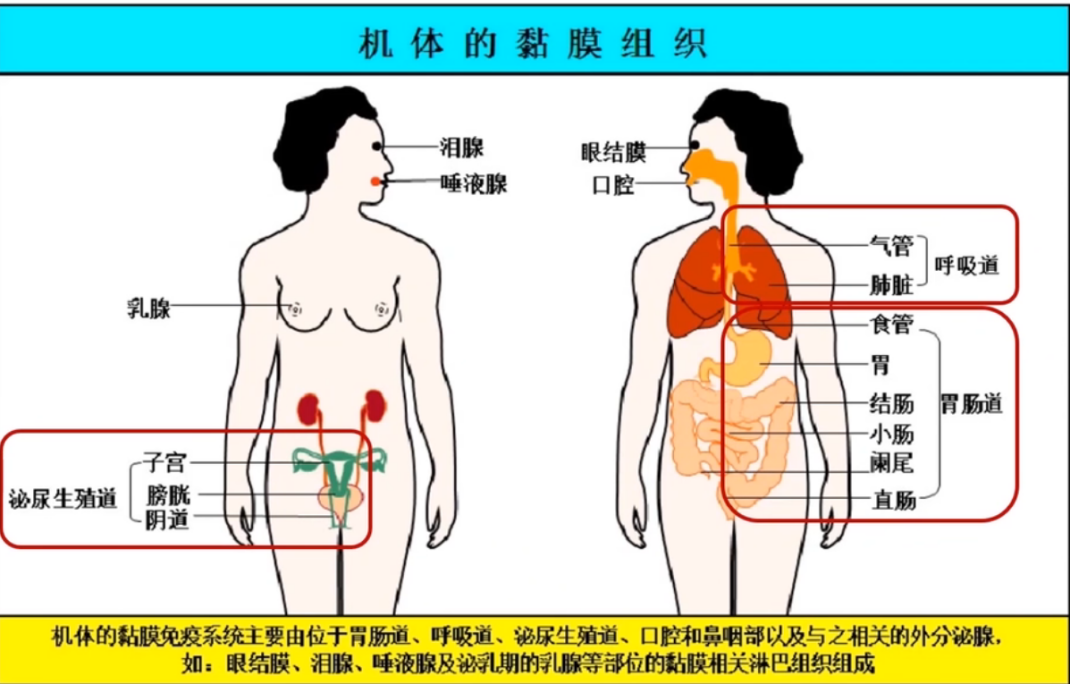 机体的黏膜组织
泪腺
唾液腺
乳腺
子宫
膀胱
阴道
泌尿生殖道
眼结膜
口腔
气管
肺脏
呼吸道
食管
胃
结肠
小肠
阑尾
直肠
胃肠道
机体的黏膜免疫系统主要由位于胃肠道、呼吸道、泌尿生殖道、口腔和鼻咽部以及与之相关的外分泌腺，
如：眼结膜、泪腺、唾液腺及泌乳期的乳腺等部位的黏膜相关淋巴组织组成